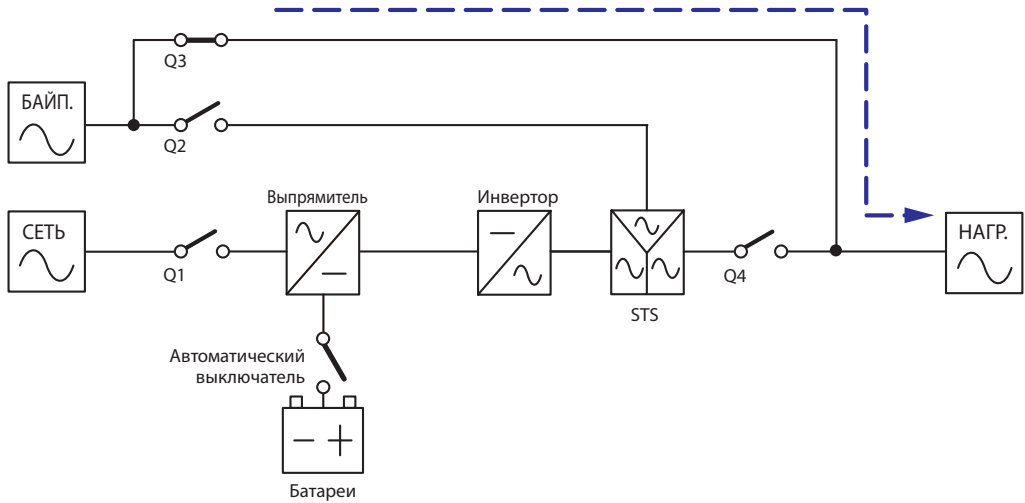 Q3
БАЙП.
Q2
Выпрямитель
Инвертор
СЕТЬ
НАГР.
Q1
Q4
STS
Автоматический
выключатель
Батареи